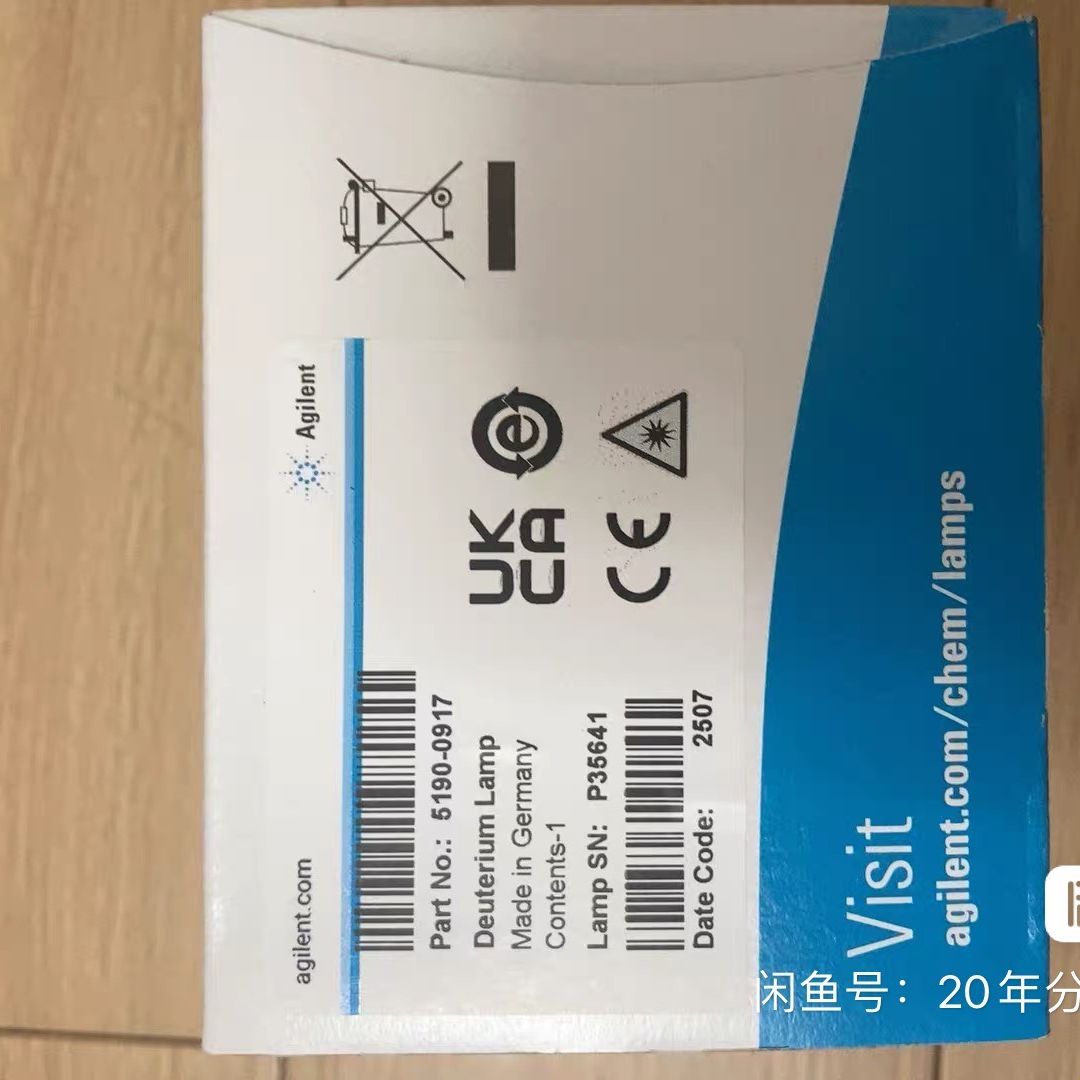 Agilent
agilent.com
Part No.: 5190-0917
Deuterium Lamp
Made in Germany
Contents-1
Lamp SN: P35641
Date Code: 2507
UK
CA
e
CE
Visit
agilent.com/chem/lamps
闲鱼号：20年分